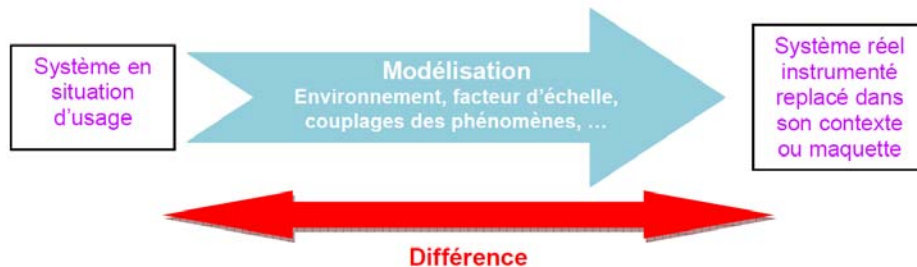 Système en
situation
d'usage
Modélisation
Environnement, facteur d'échelle,
couplages des phénomènes, ...
Système réel
instrumenté
replacé dans
son contexte
ou maquette
Différence